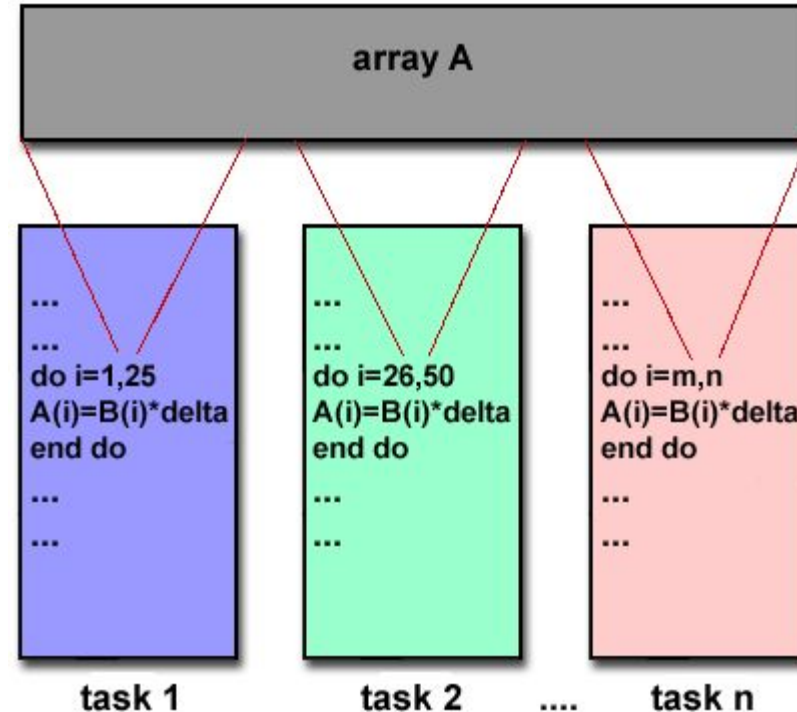 array A
...
...
do i=1,25
A(i)=B(i)*delta
end do
...
...
...
...
do i=26,50
A(i)=B(i)*delta
end do
...
...
...
...
do i=m,n
A(i)=B(i)*delta
end do
...
...
task 1
task 2
....
task n